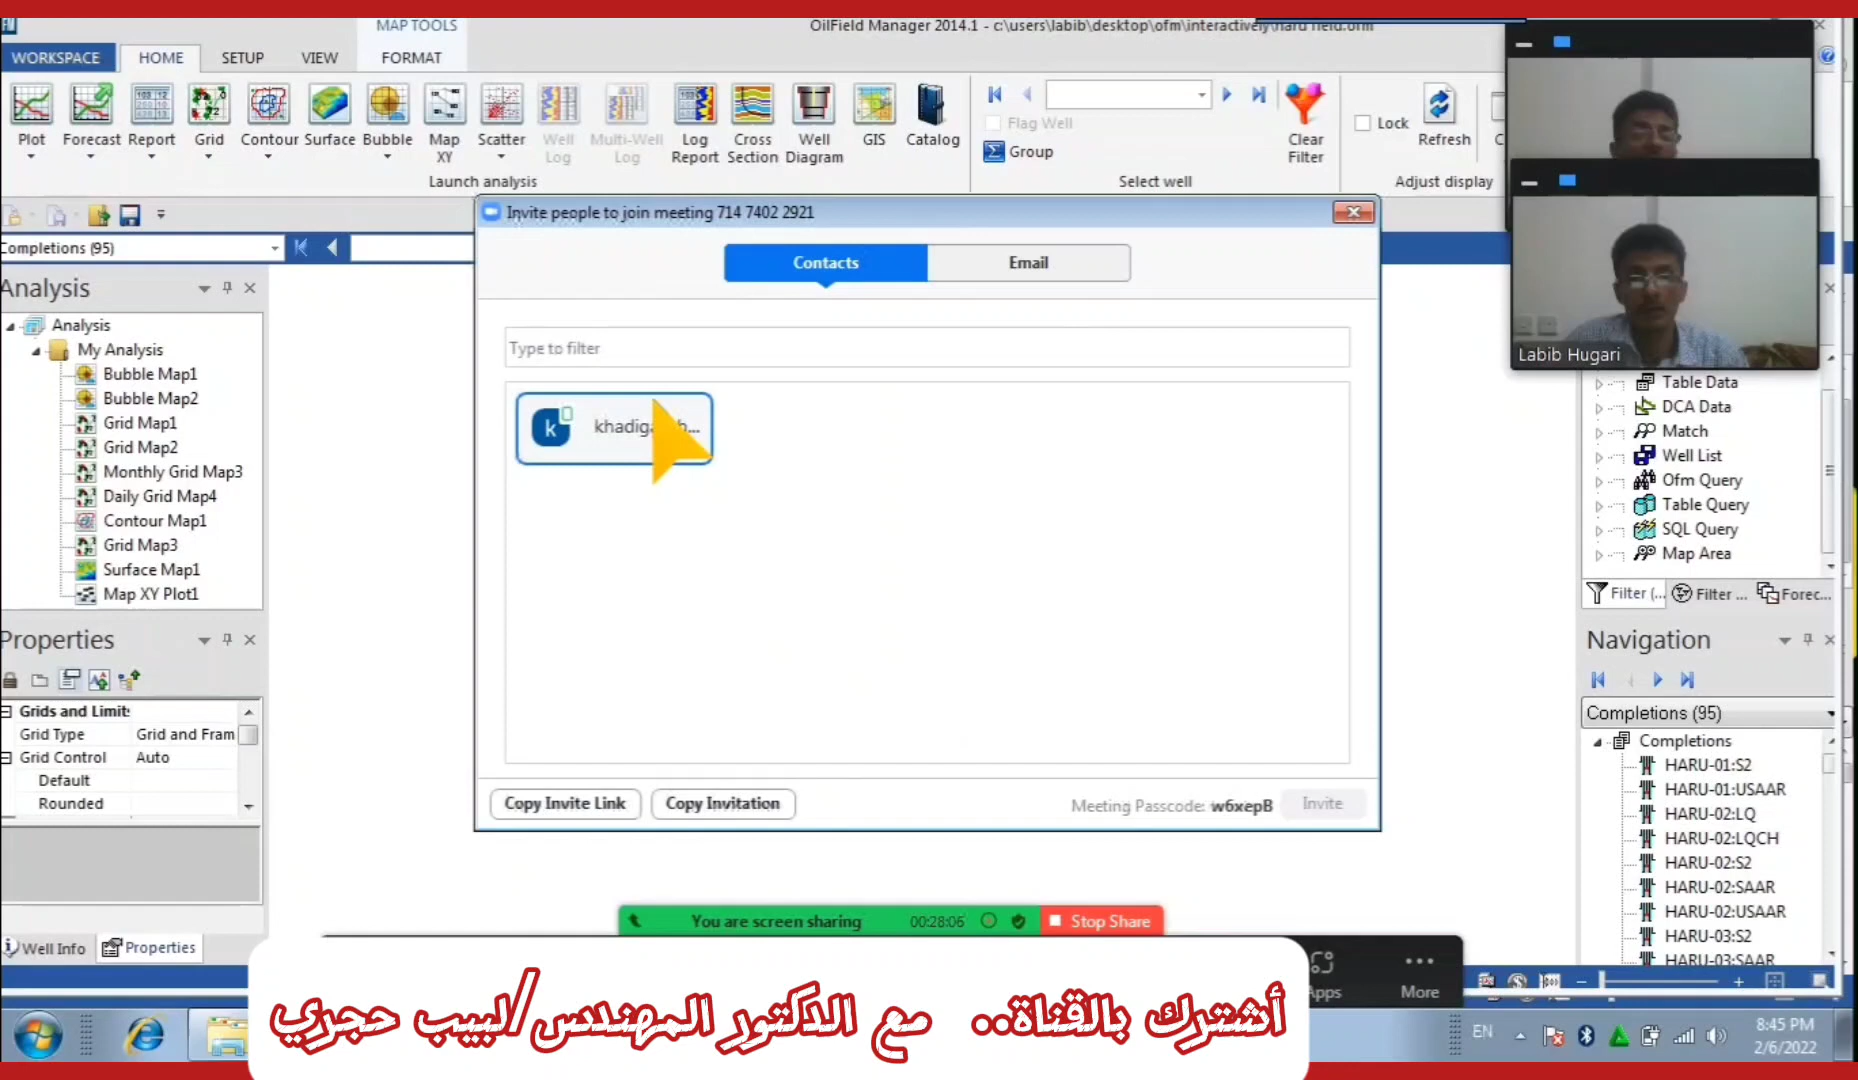 MAP TOOLS
OilField Manager 2014.1 - c:\users\labib\desktop\ofm\interactively\hard field.ofm
WORKSPACE HOME SETUP VIEW FORMAT
Plot Forecast Report Grid Contour Surface Bubble Map XY Scatter Well Log Multi-Well Log Log Report Cross Section Well Diagram GIS Catalog
Launch analysis
Flag Well
Group
Clear Filter
Select well
Lock
Refresh
Adjust display
Completions (95)
Invite people to join meeting 714 7402 2921
Contacts Email
Type to filter
k
Copy Invite Link Copy Invitation
Meeting Passcode: w6xepB Invite
Labib Hugari
Analysis
Analysis
My Analysis
Bubble Map1
Bubble Map2
Grid Map1
Grid Map2
Monthly Grid Map3
Daily Grid Map4
Contour Map1
Grid Map3
Surface Map1
Map XY Plot1
Properties
Grids and Limit
Grid Type Grid and Fram
Grid Control Auto
Default
Rounded
Well Info Properties
Table Data
DCA Data
Match
Well List
Ofm Query
Table Query
SQL Query
Map Area
Filter (... Filter ... Forec...
Navigation
Completions (95)
Completions
HARU-01:S2
HARU-01:USAAR
HARU-02:LQ
HARU-02:LQCH
HARU-02:S2
HARU-02:SAAR
HARU-02:USAAR
HARU-03:S2
HARU-03:SAAR
You are screen sharing 00:28:06 Stop Share
Apps More
أشترك بالقناة.. مع الدكتور المهندس/لبيب حجري
EN
8:45 PM
2/6/2022